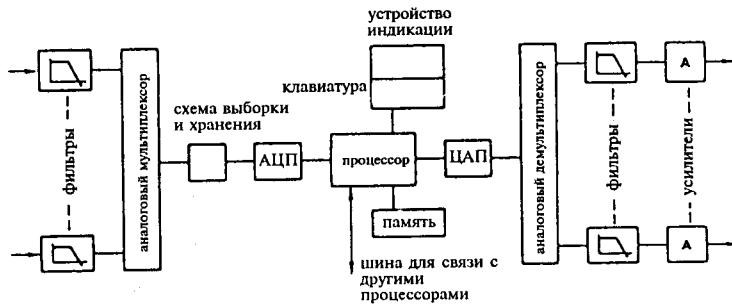 устройство
индикации
клавиатура
фильтры
аналоговый мультиплексор
схема выборки
и хранения
АЦП
процессор
ЦАП
память
шина для связи с
другими
процессорами
аналоговый демультиплексор
фильтры
усилители
А
А